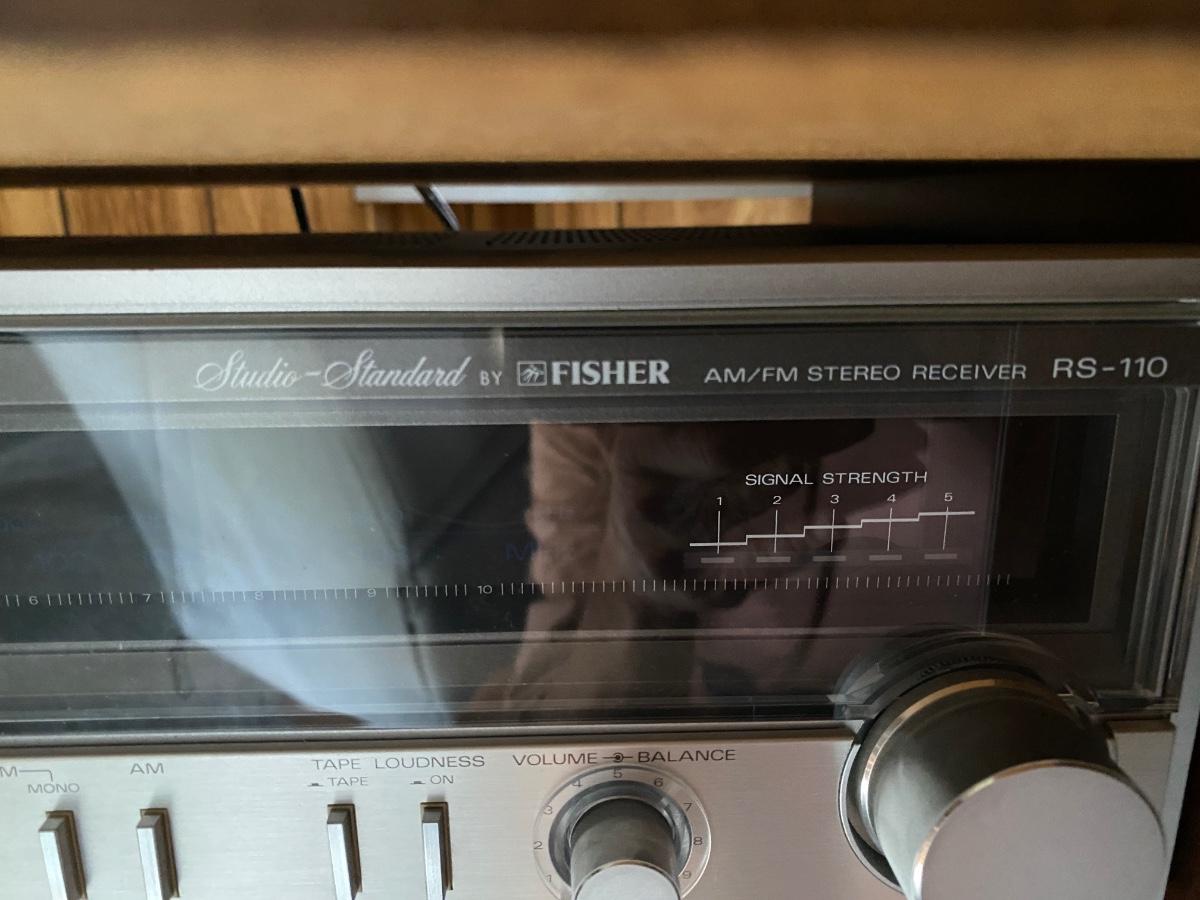 Studio-Standard BY FISHER AM/FM STEREO RECEIVER RS-110
SIGNAL STRENGTH
1 2 3 4 5
6 7 8 9 10
M MONO
AM
TAPE
TAPE
LOUDNESS
ON
VOLUME BALANCE
1 2 3 4 5 6 7 8 9